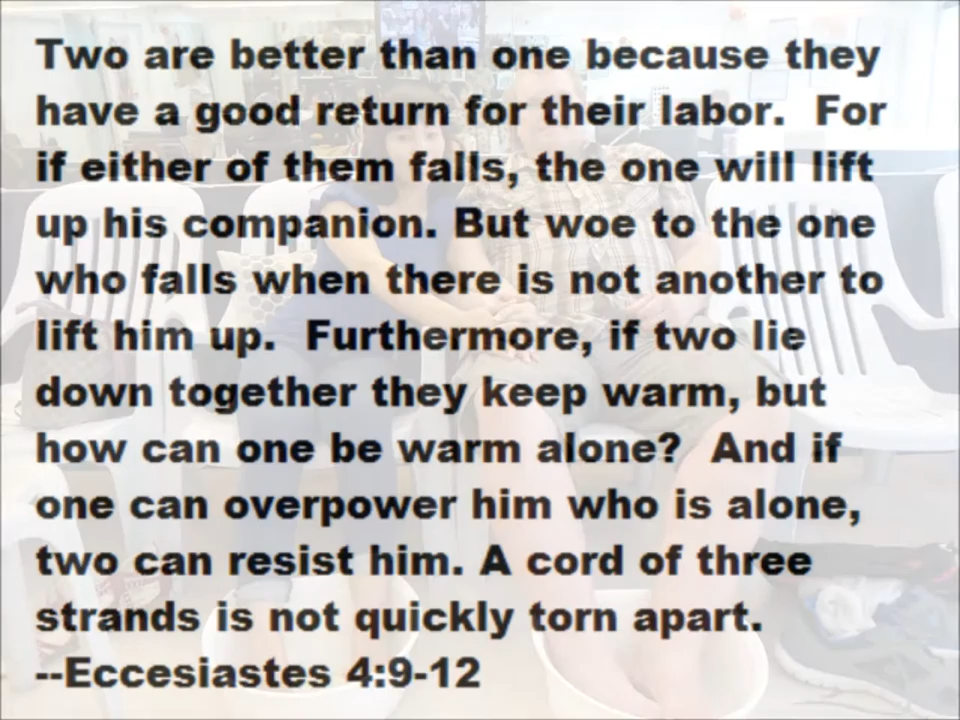 Two are better than one because they
have a good return for their labor.  For
if either of them falls, the one will lift
up his companion. But woe to the one
who falls when there is not another to
lift him up.  Furthermore, if two lie
down together they keep warm, but
how can one be warm alone?  And if
one can overpower him who is alone,
two can resist him. A cord of three
strands is not quickly torn apart.
--Eccesiastes 4:9-12